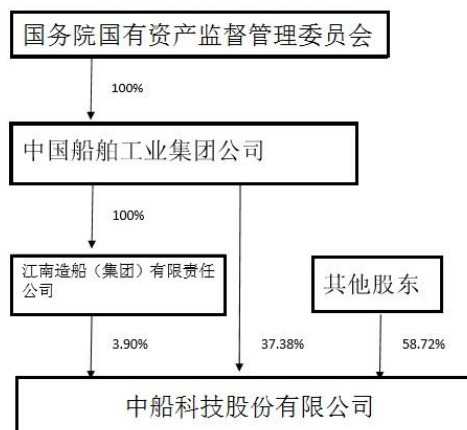 国务院国有资产监督管理委员会
100%
中国船舶工业集团公司
100%
江南造船（集团）有限责任
公司
其他股东
3.90%
37.38%
58.72%
中船科技股份有限公司